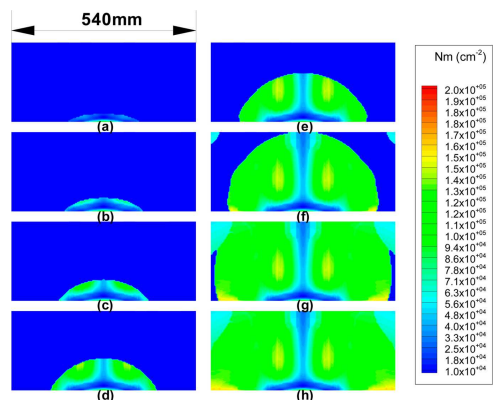 540mm
(a)
(b)
(c)
(d)
(e)
(f)
(g)
(h)
Nm (cm-2)
2.0x10+05
1.9x10+05
1.8x10+05
1.8x10+05
1.7x10+05
1.6x10+05
1.5x10+05
1.5x10+05
1.4x10+05
1.3x10+05
1.2x10+05
1.2x10+05
1.1x10+05
1.0x10+05
9.4x10+04
8.6x10+04
7.8x10+04
7.1x10+04
6.3x10+04
5.6x10+04
4.8x10+04
4.0x10+04
3.3x10+04
2.5x10+04
1.8x10+04
1.0x10+04